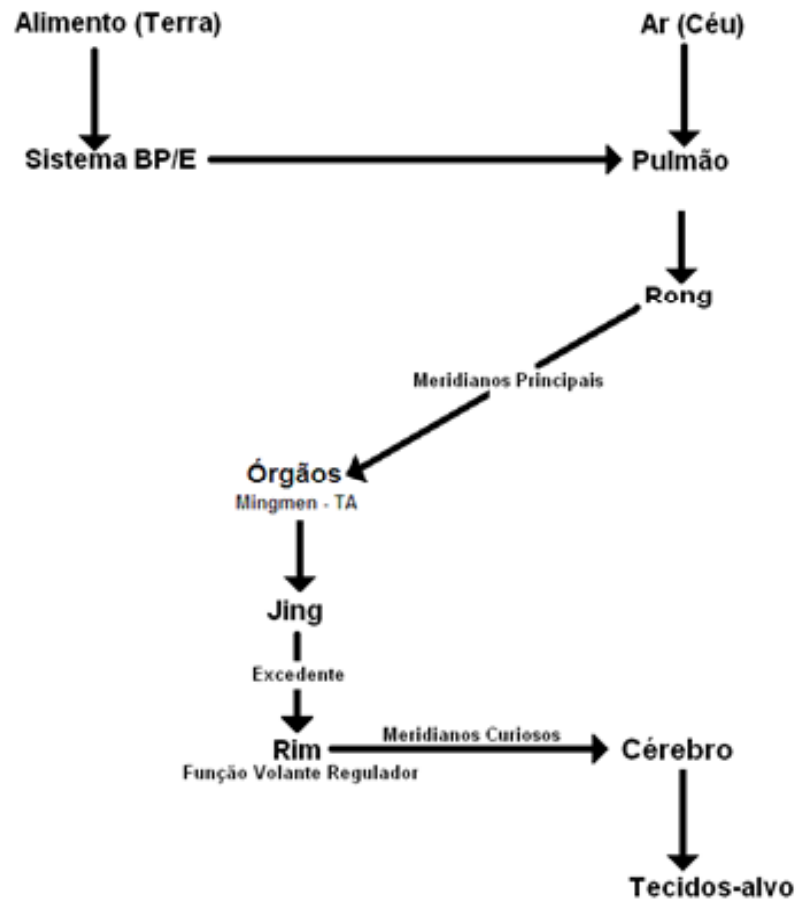 Alimento (Terra)
Ar (Céu)
Sistema BP/E
Pulmão
Rong
Meridianos Principais
Órgãos
Mingmen - TA
Jing
Excedente
Rim
Meridianos Curiosos
Cérebro
Função Volante Regulador
Tecidos-alvo